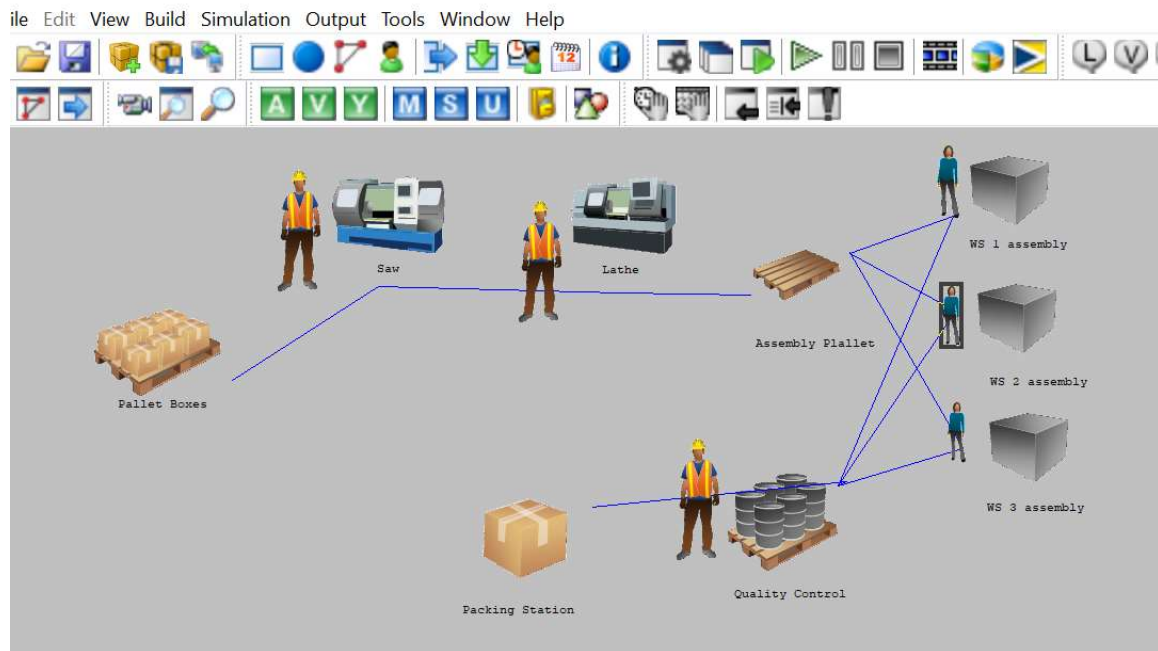 ile Edit View Build Simulation Output Tools Window Help
12
L V
A V Y M S U
Saw
Lathe
WS 1 assembly
Assembly Plallet
WS 2 assembly
Pallet Boxes
WS 3 assembly
Quality Control
Packing Station